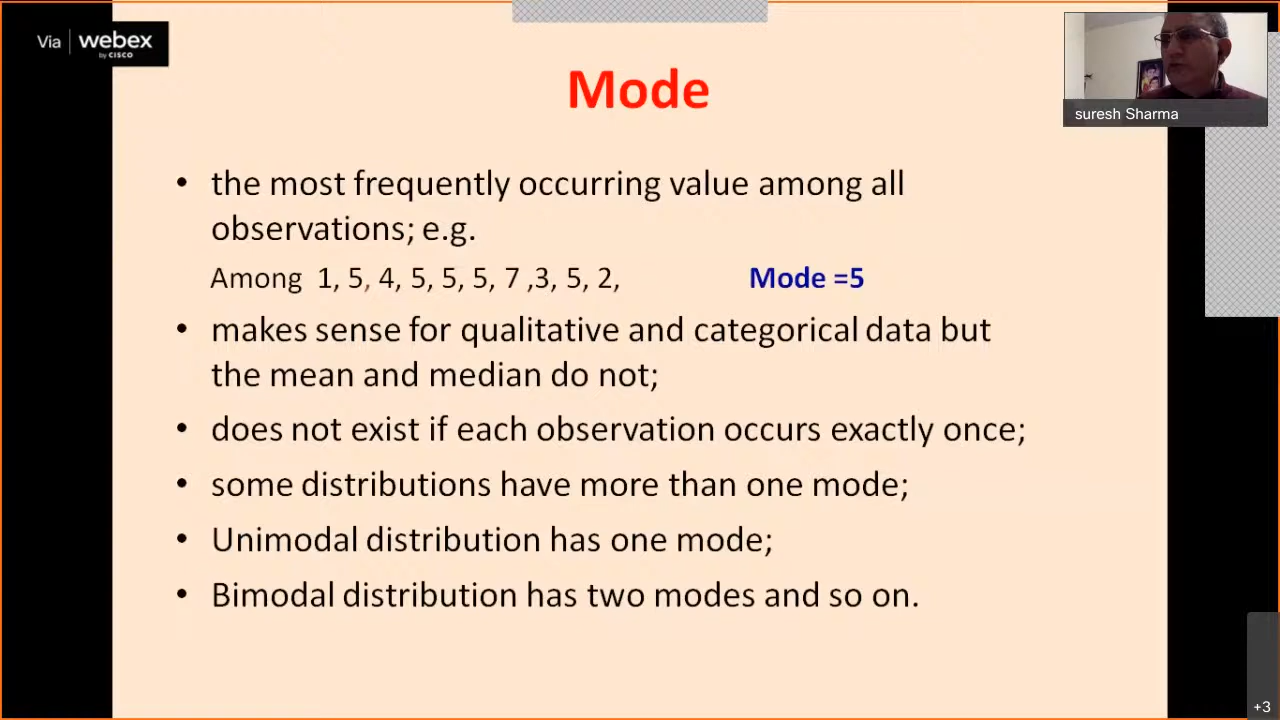 Via webex
by CISCO
Mode
suresh Sharma
• the most frequently occurring value among all
observations; e.g.
Among 1, 5, 4, 5, 5, 5, 7 ,3, 5, 2, Mode =5
• makes sense for qualitative and categorical data but
the mean and median do not;
• does not exist if each observation occurs exactly once;
• some distributions have more than one mode;
• Unimodal distribution has one mode;
• Bimodal distribution has two modes and so on.
+3